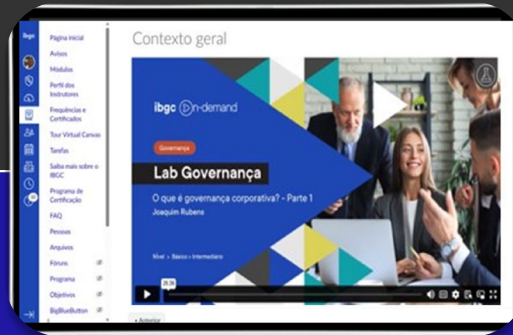 ibgc
Página inicial
Avisos
Módulos
Perfil dos
Instrutores
Frequências e
Certificados
Tour Virtual Canvas
Tarefas
Saiba mais sobre o
IBGC
Programa de
Certificação
FAQ
Pessoas
Arquivos
Fóruns
Programa
Objetivos
BigBlueButton
Contexto geral
ibgc On-demand
Governança
Lab Governança
O que é governança corporativa? - Parte 1
Joaquim Rubens
Nível > Básico > Intermediário
◂ Anterior